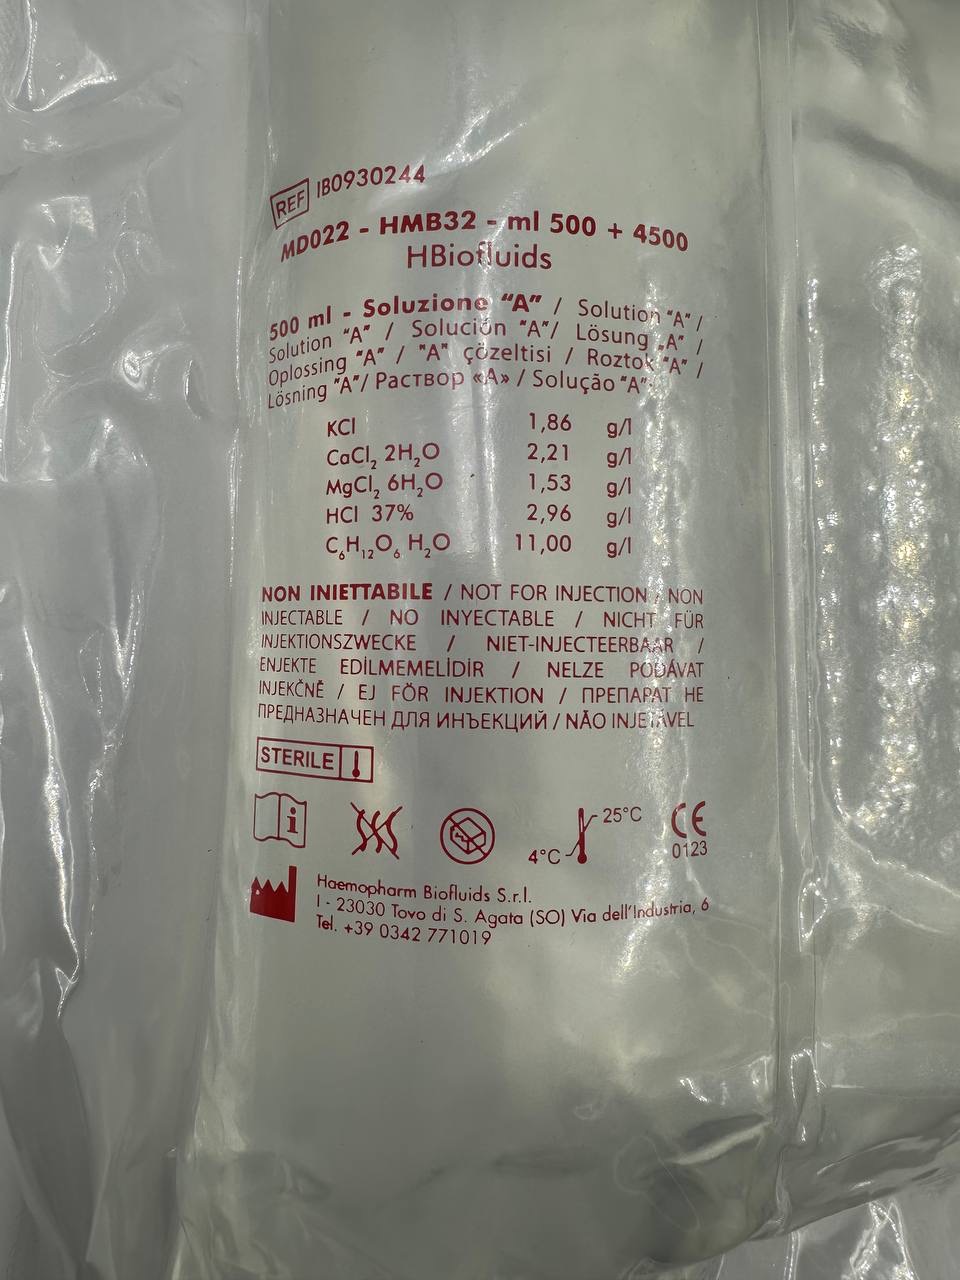 REF IB0930244
MD022 - HMB32 - ml 500 + 4500
HBiofluids
500 ml - Soluzione "A" / Solution "A" /
Solution "A" / Solución "A"/ Lösung „A" /
Oplossing "A" / "A" çözeltisi / Roztok "A" /
Lösning "A"/ Раствор «А» / Solução "A"
KCl 1,86 g/l
CaCl₂ 2H₂O 2,21 g/l
MgCl₂ 6H₂O 1,53 g/l
HCl 37% 2,96 g/l
C₆H₁₂O₆ H₂O 11,00 g/l
NON INIETTABILE / NOT FOR INJECTION / NON
INJECTABLE / NO INYECTABLE / NICHT FÜR
INJEKTIONSZWECKE / NIET-INJECTEERBAAR /
ENJEKTE EDİLMEMELİDİR / NELZE PODÁVAT
INJEKČNĚ / EJ FÖR INJEKTION / ПРЕПАРАТ НЕ
ПРЕДНАЗНАЧЕН ДЛЯ ИНЪЕКЦИЙ / NÃO INJETÁVEL
STERILE
i
4°C 25°C
CE
0123
Haemopharm Biofluids S.r.l.
I - 23030 Tovo di S. Agata (SO) Via dell'Industria, 6
Tel. +39 0342 771019